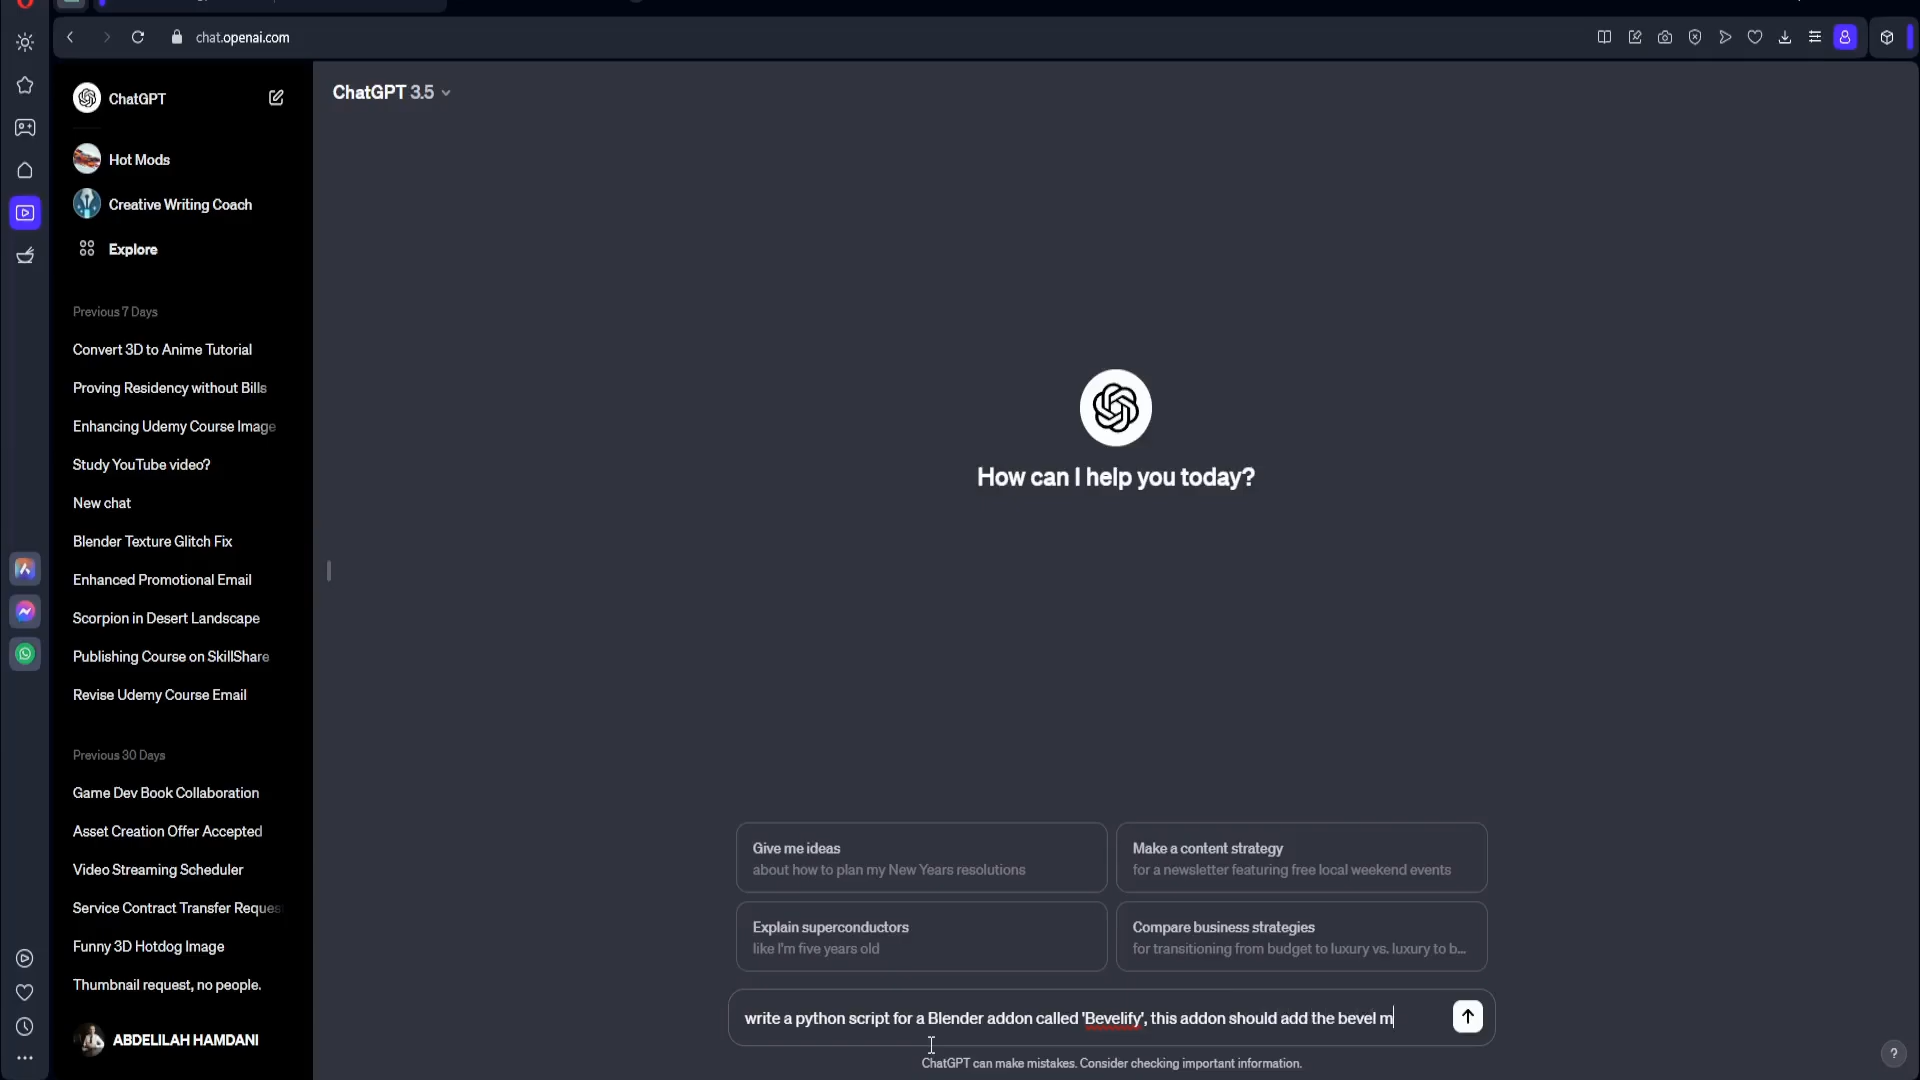 chat.openai.com
ChatGPT
ChatGPT 3.5
Hot Mods
Creative Writing Coach
Explore
Previous 7 Days
Convert 3D to Anime Tutorial
Proving Residency without Bills
Enhancing Udemy Course Image
Study YouTube video?
New chat
Blender Texture Glitch Fix
Enhanced Promotional Email
Scorpion in Desert Landscape
Publishing Course on SkillShare
Revise Udemy Course Email
Previous 30 Days
Game Dev Book Collaboration
Asset Creation Offer Accepted
Video Streaming Scheduler
Service Contract Transfer Reques
Funny 3D Hotdog Image
Thumbnail request, no people.
ABDELILAH HAMDANI
How can I help you today?
Give me ideas
about how to plan my New Years resolutions
Make a content strategy
for a newsletter featuring free local weekend events
Explain superconductors
like I'm five years old
Compare business strategies
for transitioning from budget to luxury vs. luxury to b...
write a python script for a Blender addon called 'Bevelify', this addon should add the bevel m
ChatGPT can make mistakes. Consider checking important information.
?